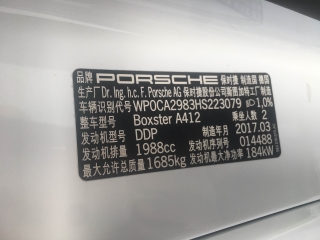 品牌 PORSCHE 保时捷 制造国 德国
生产厂 Dr. Ing. h.c. F. Porsche AG 保时捷股份公司斯图加特工厂制造
车辆识别代号 WP0CA2983HS223079 1,0%
整车型号 Boxster A412 乘坐人数 2
发动机型号 DDP 制造年月 2017.03
发动机排量 1988cc 发动机号 014488
最大允许总质量 1685kg 发动机最大净功率 184kW